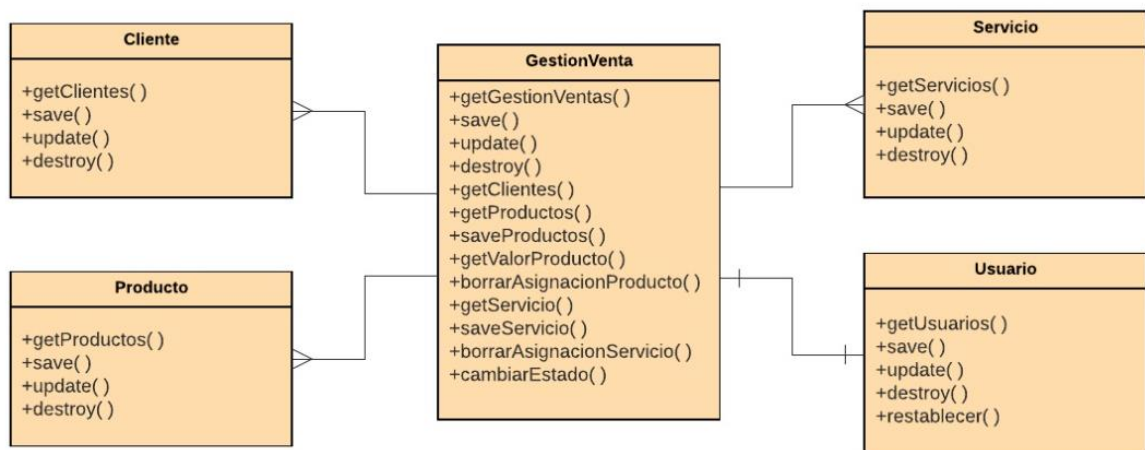 Cliente
+getClientes( )
+save( )
+update( )
+destroy( )
Producto
+getProductos( )
+save( )
+update( )
+destroy( )
GestionVenta
+getGestionVentas( )
+save( )
+update( )
+destroy( )
+getClientes( )
+getProductos( )
+saveProductos( )
+getValorProducto( )
+borrarAsignacionProducto( )
+getServicio( )
+saveServicio( )
+borrarAsignacionServicio( )
+cambiarEstado( )
Servicio
+getServicios( )
+save( )
+update( )
+destroy( )
Usuario
+getUsuarios( )
+save( )
+update( )
+destroy( )
+restablecer( )